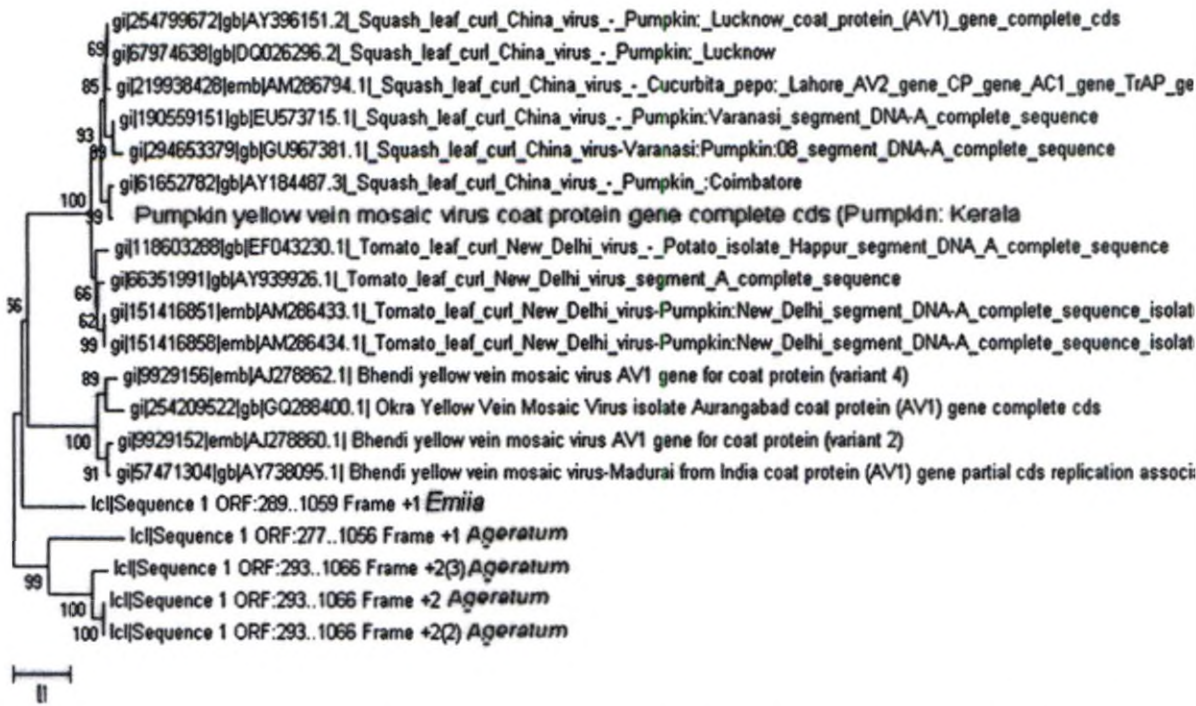 gi|254799672|gb|AY396151.2|_Squash_leaf_curl_China_virus_-_Pumpkin:_Lucknow_coat_protein_(AV1)_gene_complete_cds
69
gi|67974638|gb|DQ026296.2|_Squash_leaf_curl_China_virus_-_Pumpkin:_Lucknow
85
gi|219938428|emb|AM286794.1|_Squash_leaf_curl_China_virus_-_Cucurbita_pepo:_Lahore_AV2_gene_CP_gene_AC1_gene_TrAP_ge
gi|190559151|gb|EU573715.1|_Squash_leaf_curl_China_virus_-_Pumpkin:Varanasi_segment_DNA-A_complete_sequence
93
gi|294653379|gb|GU967381.1|_Squash_leaf_curl_China_virus-Varanasi:Pumpkin:08_segment_DNA-A_complete_sequence
gi|61652782|gb|AY184487.3|_Squash_leaf_curl_China_virus_-_Pumpkin_:Coimbatore
100
99
Pumpkin yellow vein mosaic virus coat protein gene complete cds (Pumpkin: Kerala
gi|118603288|gb|EF043230.1|_Tomato_leaf_curl_New_Delhi_virus_-_Potato_isolate_Happur_segment_DNA_A_complete_sequence
gi|66351991|gb|AY939926.1|_Tomato_leaf_curl_New_Delhi_virus_segment_A_complete_sequence
66
56
gi|151416851|emb|AM286433.1|_Tomato_leaf_curl_New_Delhi_virus-Pumpkin:New_Delhi_segment_DNA-A_complete_sequence_isolat
62
99
gi|151416858|emb|AM286434.1|_Tomato_leaf_curl_New_Delhi_virus-Pumpkin:New_Delhi_segment_DNA-A_complete_sequence_isolat
89
gi|9929156|emb|AJ278862.1| Bhendi yellow vein mosaic virus AV1 gene for coat protein (variant 4)
gi|254209522|gb|GQ288400.1| Okra Yellow Vein Mosaic Virus isolate Aurangabad coat protein (AV1) gene complete cds
100
gi|9929152|emb|AJ278860.1| Bhendi yellow vein mosaic virus AV1 gene for coat protein (variant 2)
91
gi|57471304|gb|AY738095.1| Bhendi yellow vein mosaic virus-Madurai from India coat protein (AV1) gene partial cds replication associ
lcl|Sequence 1 ORF:289..1059 Frame +1 Emiia
lcl|Sequence 1 ORF:277..1056 Frame +1 Ageratum
99
lcl|Sequence 1 ORF:293..1066 Frame +2(3) Ageratum
100
lcl|Sequence 1 ORF:293..1066 Frame +2 Ageratum
100
lcl|Sequence 1 ORF:293..1066 Frame +2(2) Ageratum